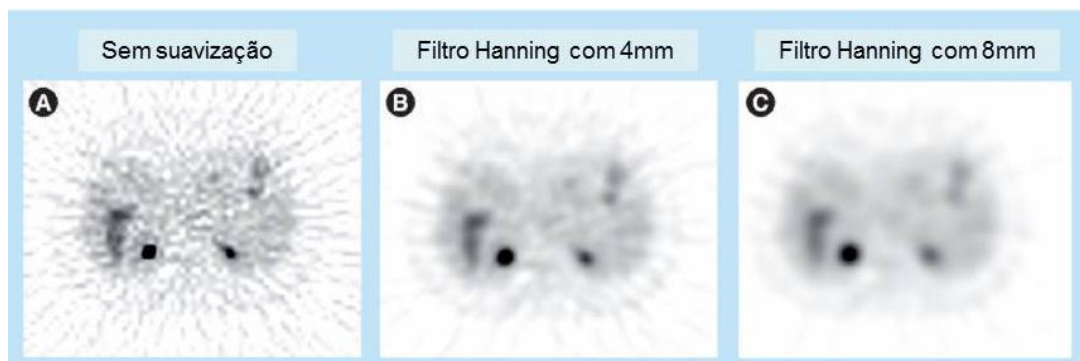 Sem suavização
Filtro Hanning com 4mm
Filtro Hanning com 8mm
A
B
C